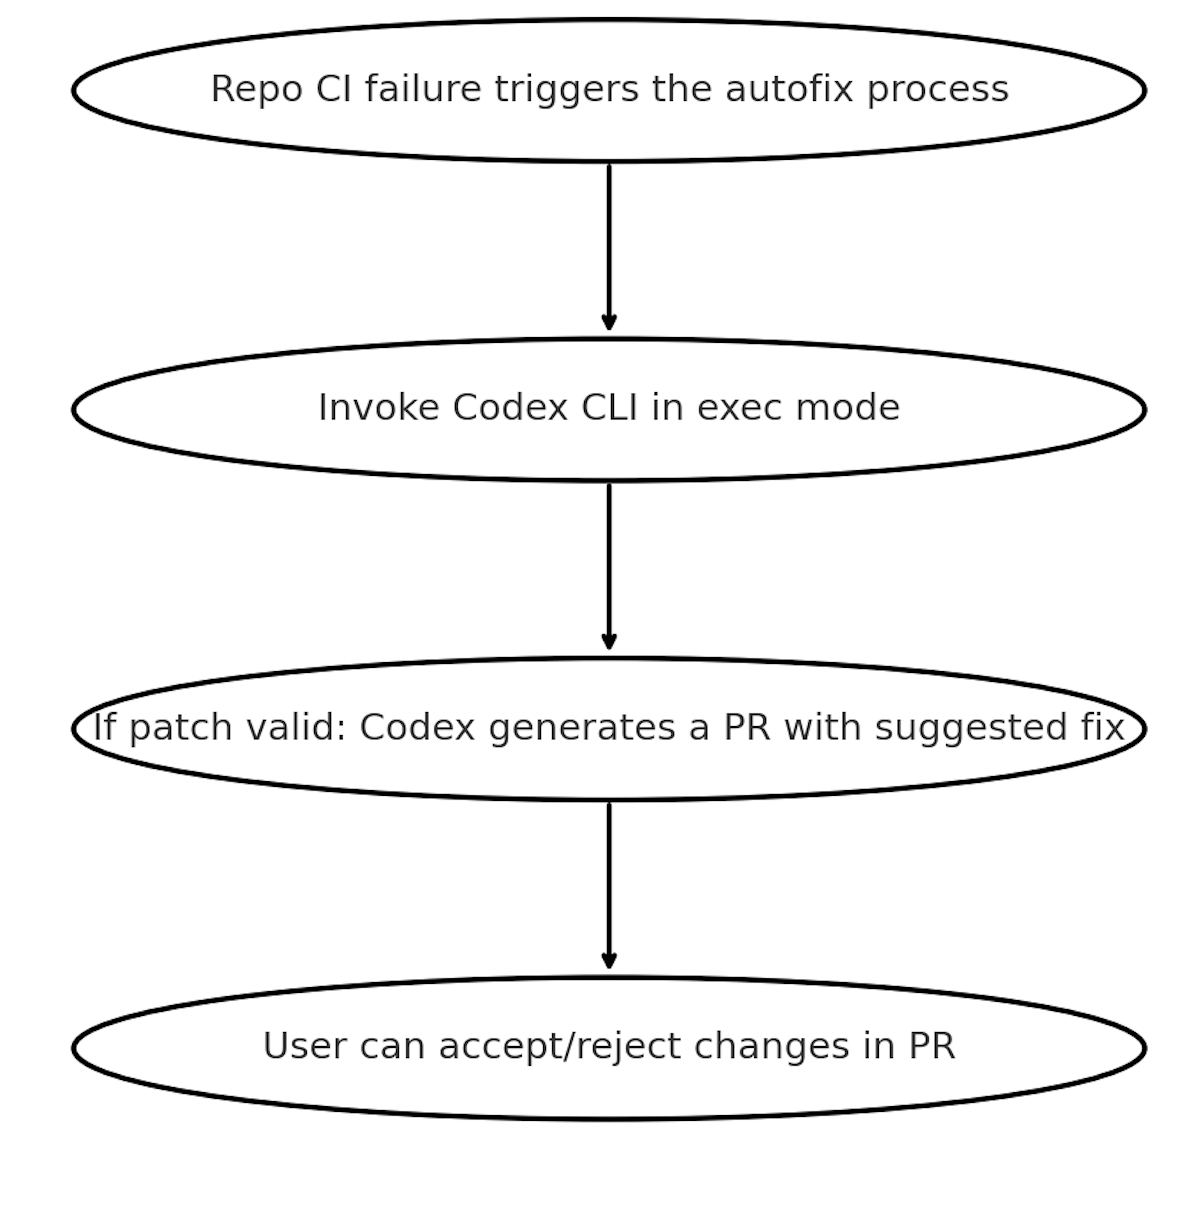 Repo CI failure triggers the autofix process
Invoke Codex CLI in exec mode
If patch valid: Codex generates a PR with suggested fix
User can accept/reject changes in PR